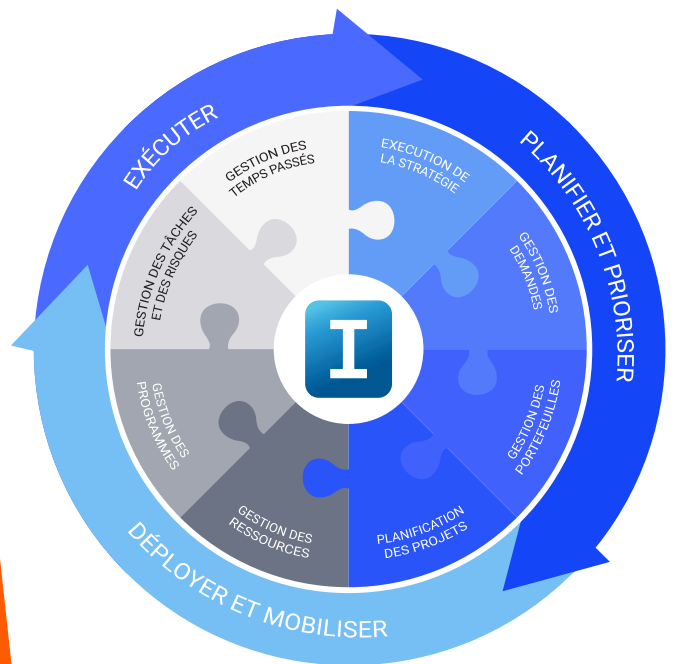 EXÉCUTER
PLANIFIER ET PRIORISER
DÉPLOYER ET MOBILISER
EXECUTION DE
LA STRATÉGIE
GESTION DES
DEMANDES
GESTION DES
PORTEFEUILLES
PLANIFICATION
DES PROJETS
GESTION DES
RESSOURCES
GESTION DES
PROGRAMMES
GESTION DES TÂCHES
ET DES RISQUES
GESTION DES
TEMPS PASSÉS
I